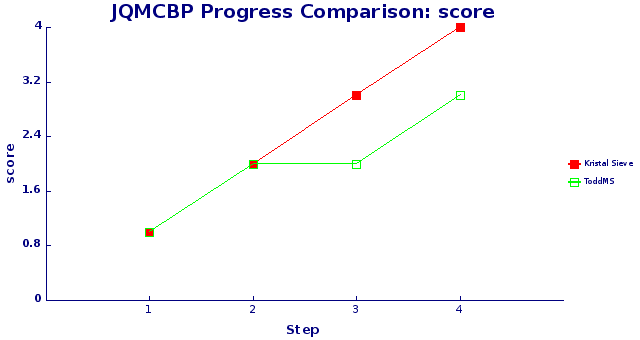 JQMCBP Progress Comparison: score
4
3.2
2.4
1.6
0.8
0
score
1 2 3 4
Step
Kristal Sieve
ToddMS